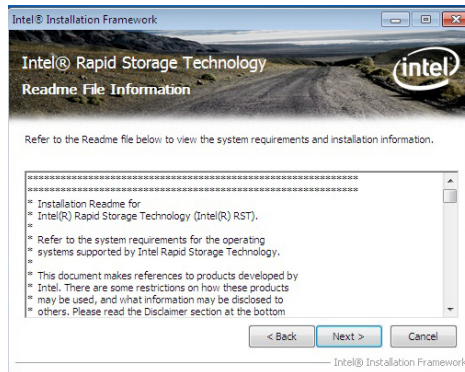 Intel® Installation Framework
Intel® Rapid Storage Technology
Readme File Information
intel
Refer to the Readme file below to view the system requirements and installation information.
************************************************************
************************************************************
* Installation Readme for
* Intel(R) Rapid Storage Technology (Intel(R) RST).
*
* Refer to the system requirements for the operating
* systems supported by Intel Rapid Storage Technology.
*
* This document makes references to products developed by
* Intel. There are some restrictions on how these products
* may be used, and what information may be disclosed to
* others. Please read the Disclaimer section at the bottom
< Back Next > Cancel
Intel® Installation Framework